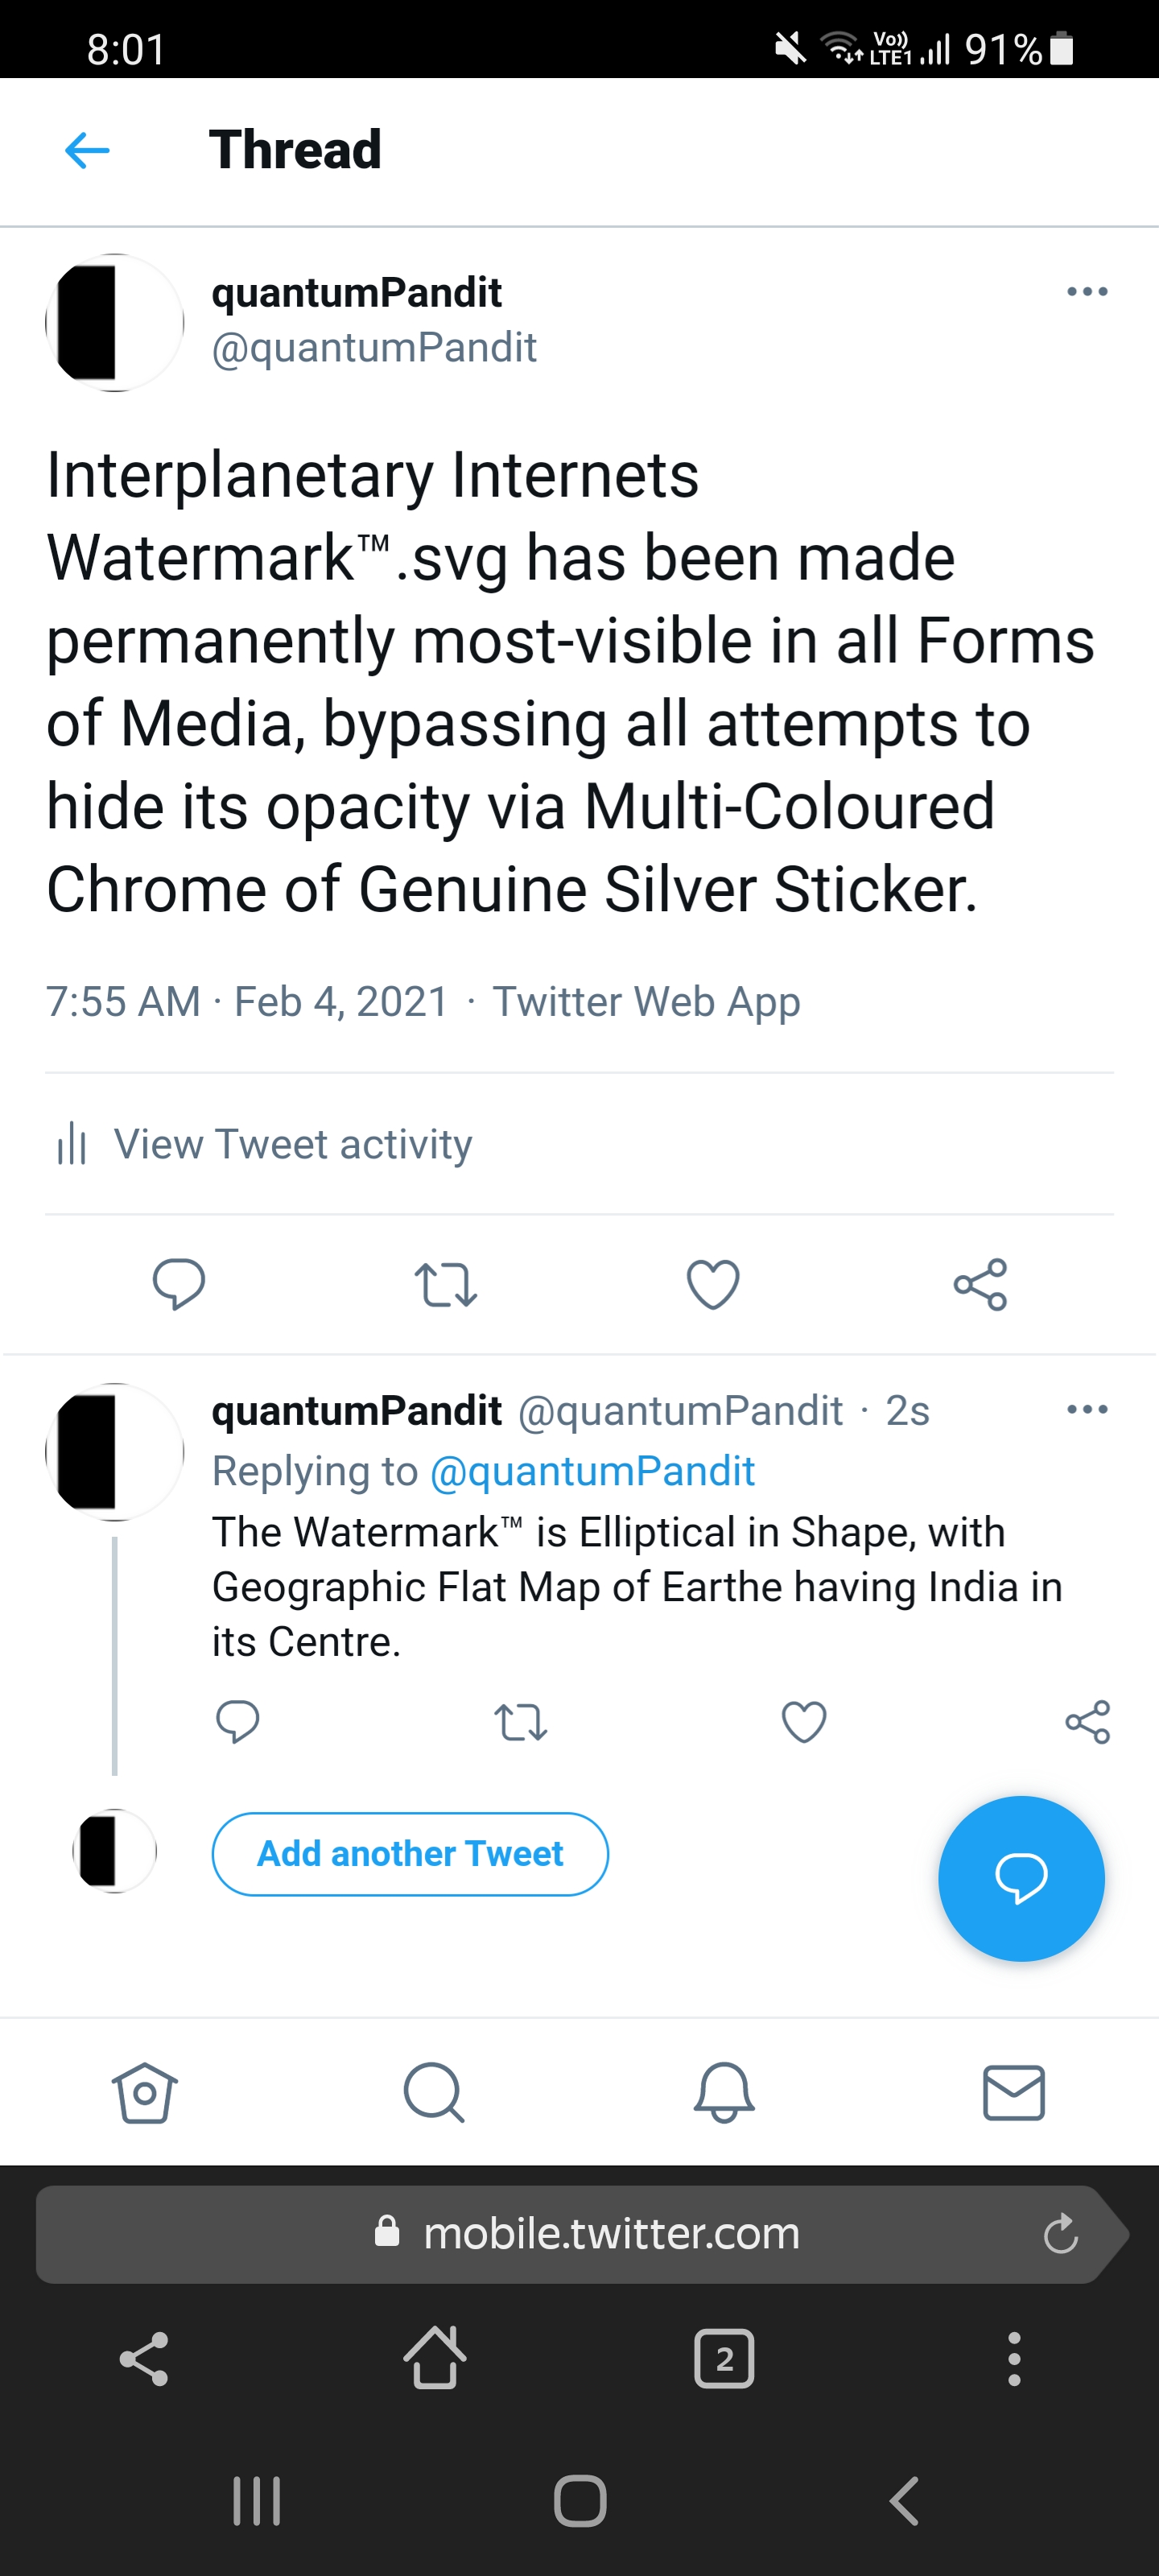 8:01
Vo)) LTE1 91%
Thread
quantumPandit
@quantumPandit
Interplanetary Internets
Watermark™.svg has been made
permanently most-visible in all Forms
of Media, bypassing all attempts to
hide its opacity via Multi-Coloured
Chrome of Genuine Silver Sticker.
7:55 AM · Feb 4, 2021 · Twitter Web App
View Tweet activity
quantumPandit @quantumPandit · 2s
Replying to @quantumPandit
The Watermark™ is Elliptical in Shape, with
Geographic Flat Map of Earthe having India in
its Centre.
Add another Tweet
mobile.twitter.com
2